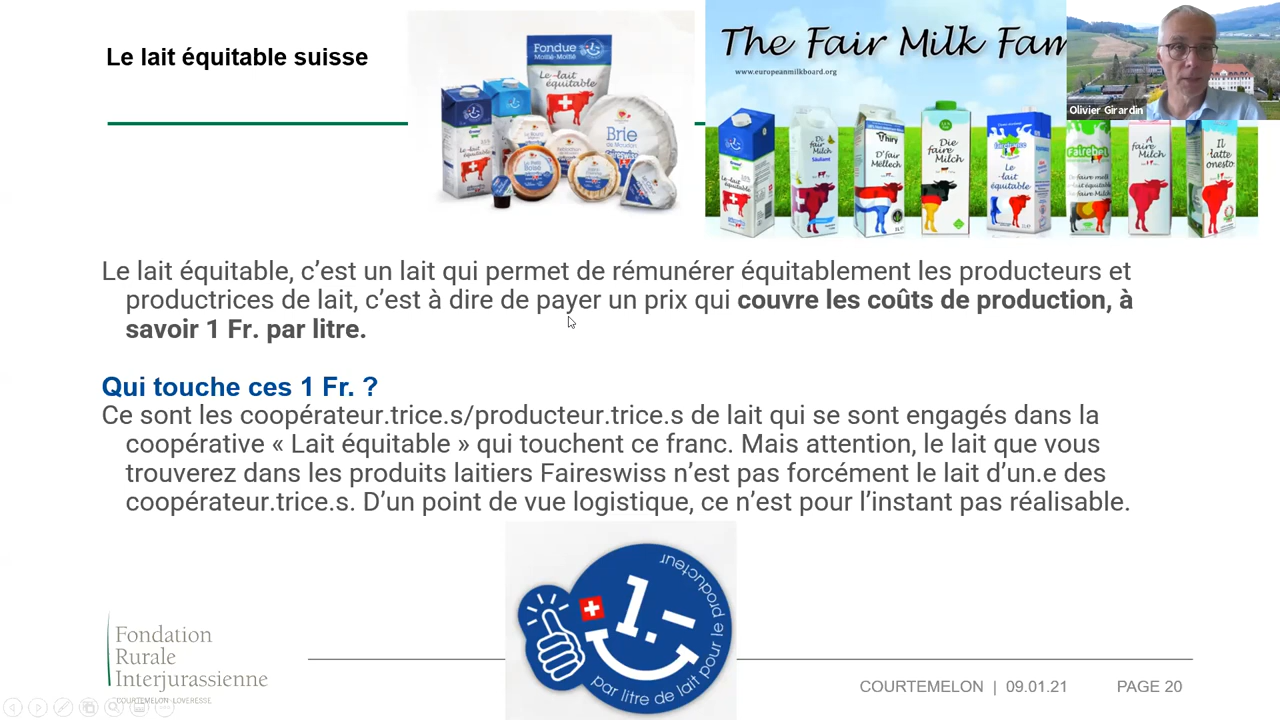 Le lait équitable suisse
Fondue
Moitié-Moitié
Le lait
équitable
Brie
de Moudon
The Fair Milk Fam
www.europeanmilkboard.org
Olivier Girardin
Die
faire
Milch
Le
lait
équitable
fairebel
A
faire
Milch
Il
latte
onesto
Le lait équitable, c’est un lait qui permet de rémunérer équitablement les producteurs et
productrices de lait, c’est à dire de payer un prix qui couvre les coûts de production, à
savoir 1 Fr. par litre.
Qui touche ces 1 Fr. ?
Ce sont les coopérateur.trice.s/producteur.trice.s de lait qui se sont engagés dans la
coopérative « Lait équitable » qui touchent ce franc. Mais attention, le lait que vous
trouverez dans les produits laitiers Faireswiss n’est pas forcément le lait d’un.e des
coopérateur.trice.s. D’un point de vue logistique, ce n’est pour l’instant pas réalisable.
1.-
par litre de lait pour le producteur
Fondation
Rurale
Interjurassienne
COURTEMELON-LOVERESSE
COURTEMELON | 09.01.21 PAGE 20